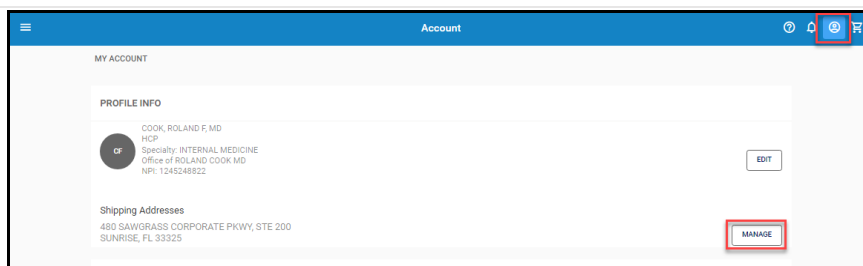 Account
MY ACCOUNT
PROFILE INFO
COOK, ROLAND F, MD
HCP
CF
Specialty: INTERNAL MEDICINE
Office of ROLAND COOK MD
NPI: 1245248822
EDIT
Shipping Addresses
480 SAWGRASS CORPORATE PKWY, STE 200
SUNRISE, FL 33325
MANAGE